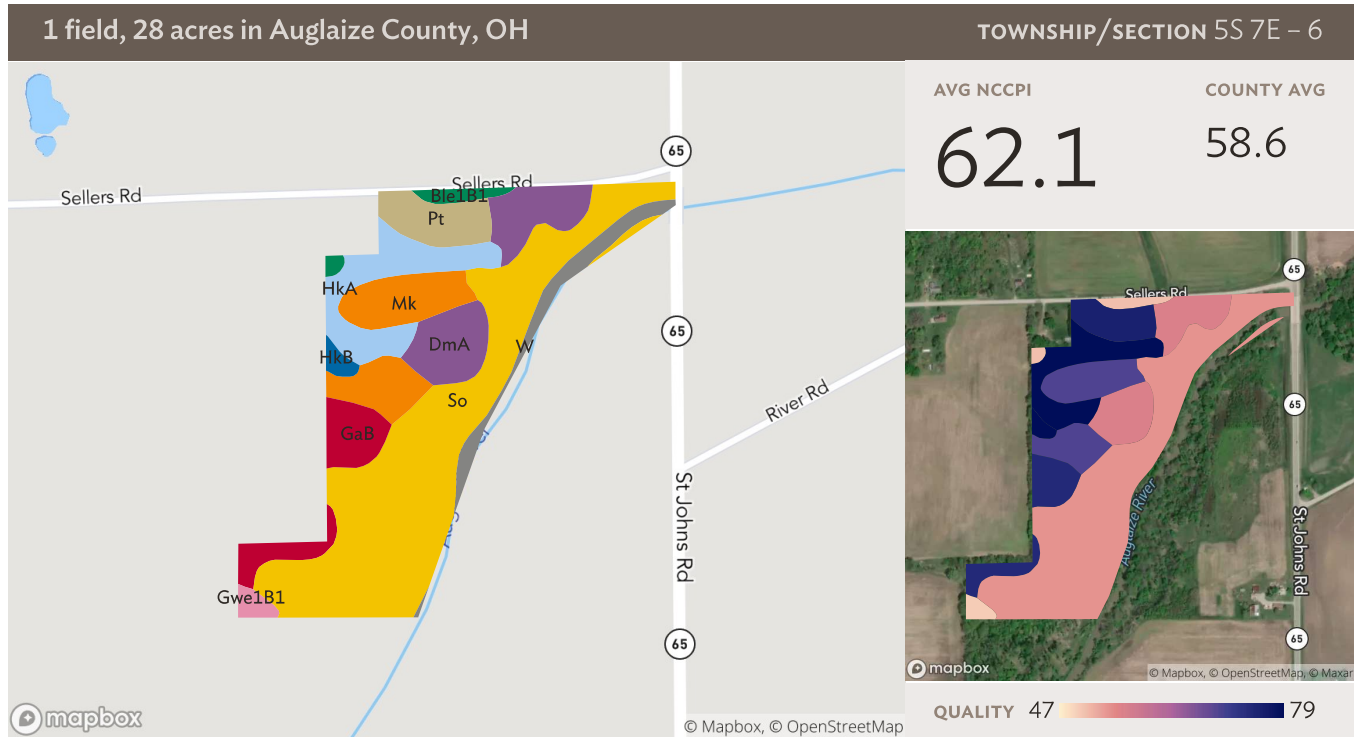 1 field, 28 acres in Auglaize County, OH
TOWNSHIP/SECTION 5S 7E – 6
AVG NCCPI
COUNTY AVG
62.1
58.6
65
Sellers Rd
Sellers Rd
Ble1B1
Pt
HkA
Mk
65
HkB
DmA
W
So
River Rd
GaB
St Johns Rd
Gwe1B1
65
mapbox
© Mapbox, © OpenStreetMap
65
Sellers Rd
65
Auglaize River
St Johns Rd
65
mapbox
© Mapbox, © OpenStreetMap, © Maxar
QUALITY 47 79